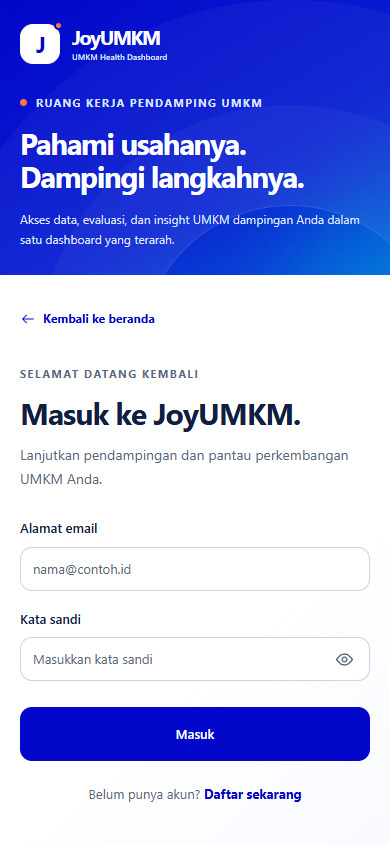 J
JoyUMKM
UMKM Health Dashboard
RUANG KERJA PENDAMPING UMKM
Pahami usahanya.
Dampingi langkahnya.
Akses data, evaluasi, dan insight UMKM dampingan Anda dalam
satu dashboard yang terarah.
← Kembali ke beranda
SELAMAT DATANG KEMBALI
Masuk ke JoyUMKM.
Lanjutkan pendampingan dan pantau perkembangan
UMKM Anda.
Alamat email
nama@contoh.id
Kata sandi
Masukkan kata sandi
Masuk
Belum punya akun? Daftar sekarang